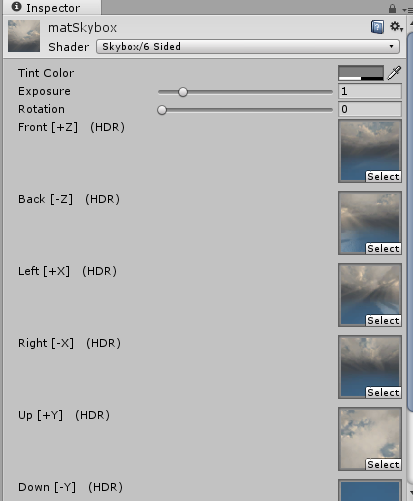 Inspector
matSkybox
Shader Skybox/6 Sided
Tint Color
Exposure 1
Rotation 0
Front [+Z] (HDR)
Select
Back [-Z] (HDR)
Select
Left [+X] (HDR)
Select
Right [-X] (HDR)
Select
Up [+Y] (HDR)
Select
Down [-Y] (HDR)